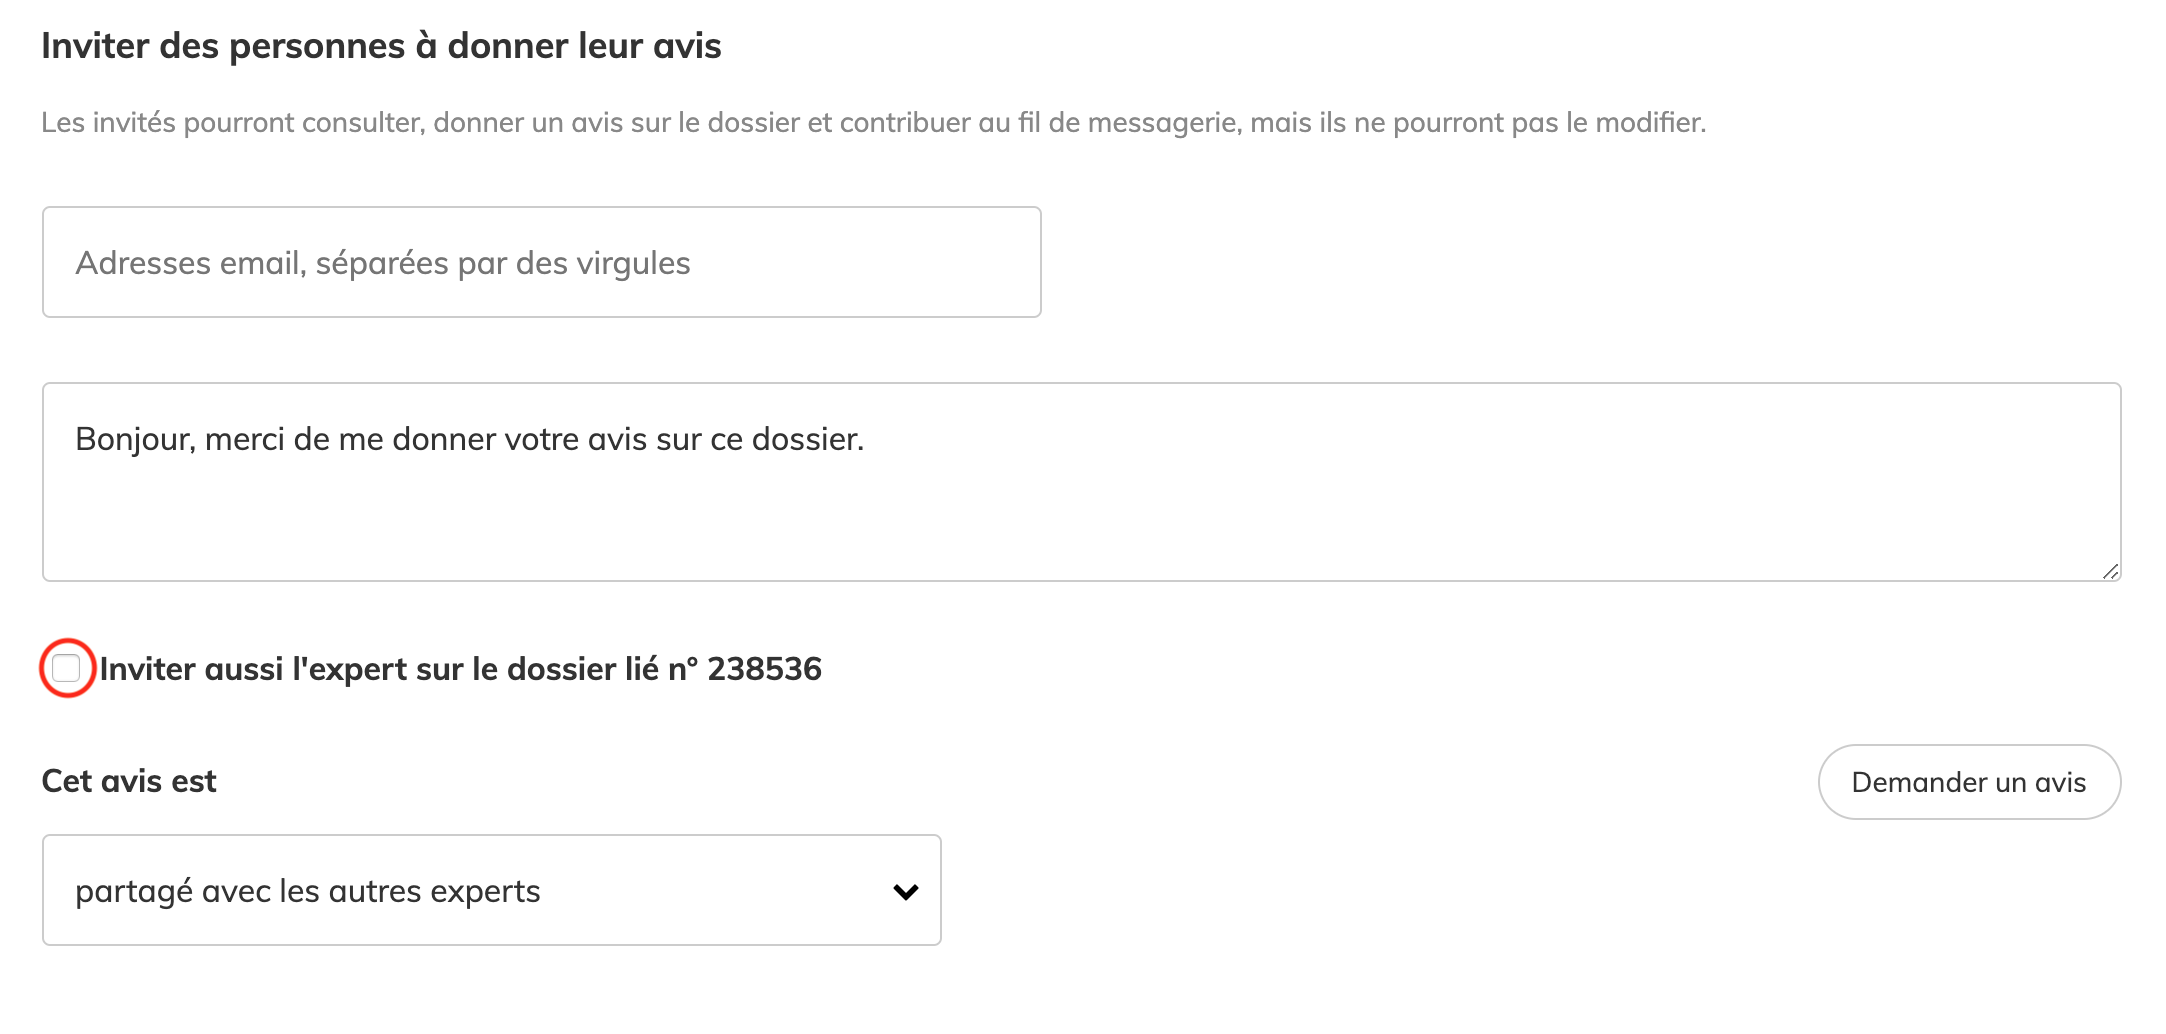 Inviter des personnes à donner leur avis
Les invités pourront consulter, donner un avis sur le dossier et contribuer au fil de messagerie, mais ils ne pourront pas le modifier.
Adresses email, séparées par des virgules
Bonjour, merci de me donner votre avis sur ce dossier.
Inviter aussi l'expert sur le dossier lié n° 238536
Cet avis est
Demander un avis
partagé avec les autres experts